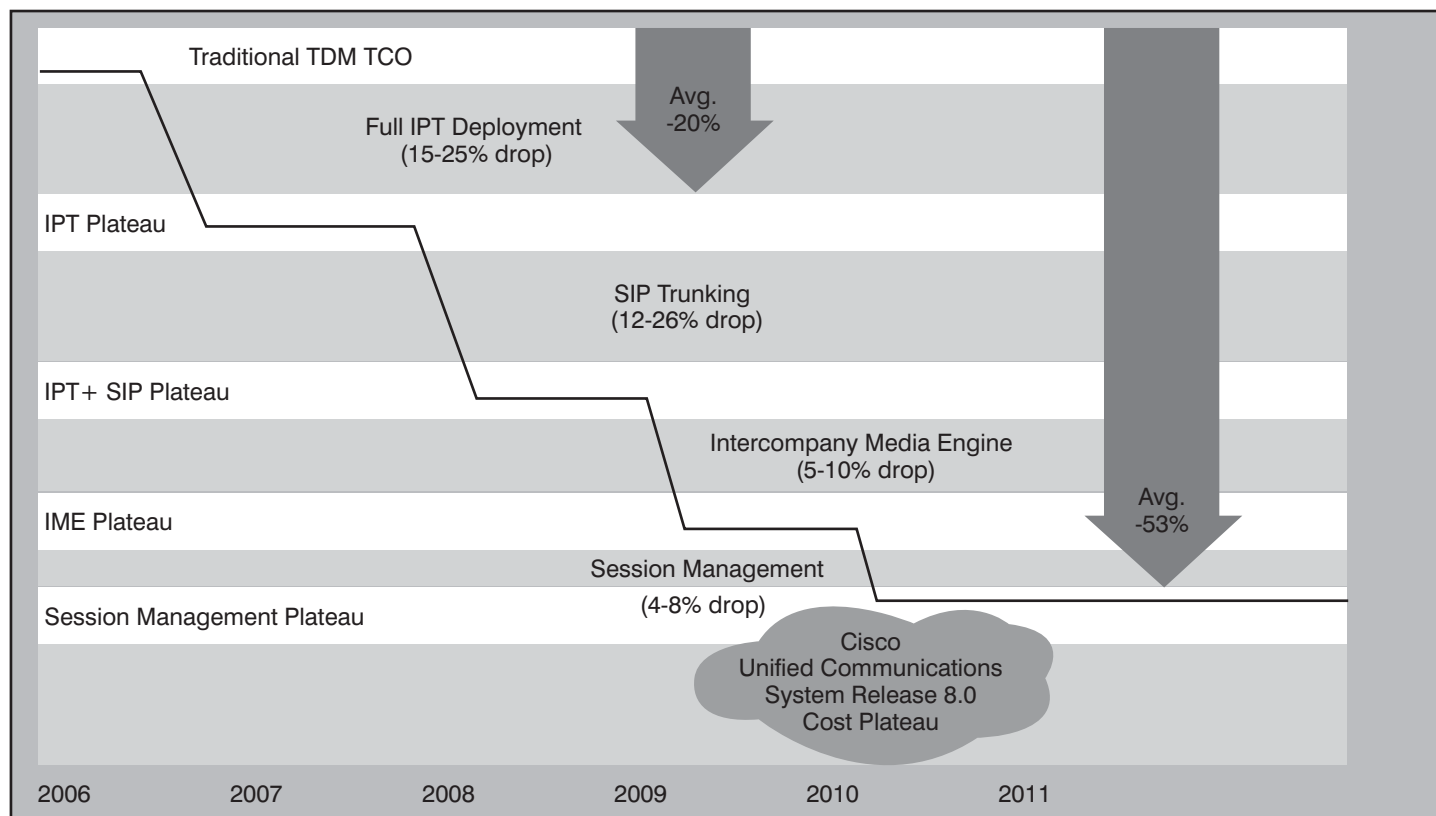 Traditional TDM TCO
Avg.
-20%
Full IPT Deployment
(15-25% drop)
IPT Plateau
SIP Trunking
(12-26% drop)
IPT+ SIP Plateau
Intercompany Media Engine
(5-10% drop)
Avg.
-53%
IME Plateau
Session Management
(4-8% drop)
Session Management Plateau
Cisco
Unified Communications
System Release 8.0
Cost Plateau
2006
2007
2008
2009
2010
2011